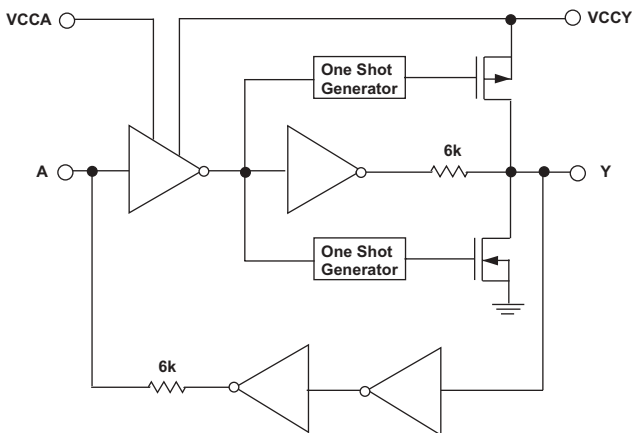 VCCA
VCCY
One Shot
Generator
6k
A
Y
One Shot
Generator
6k